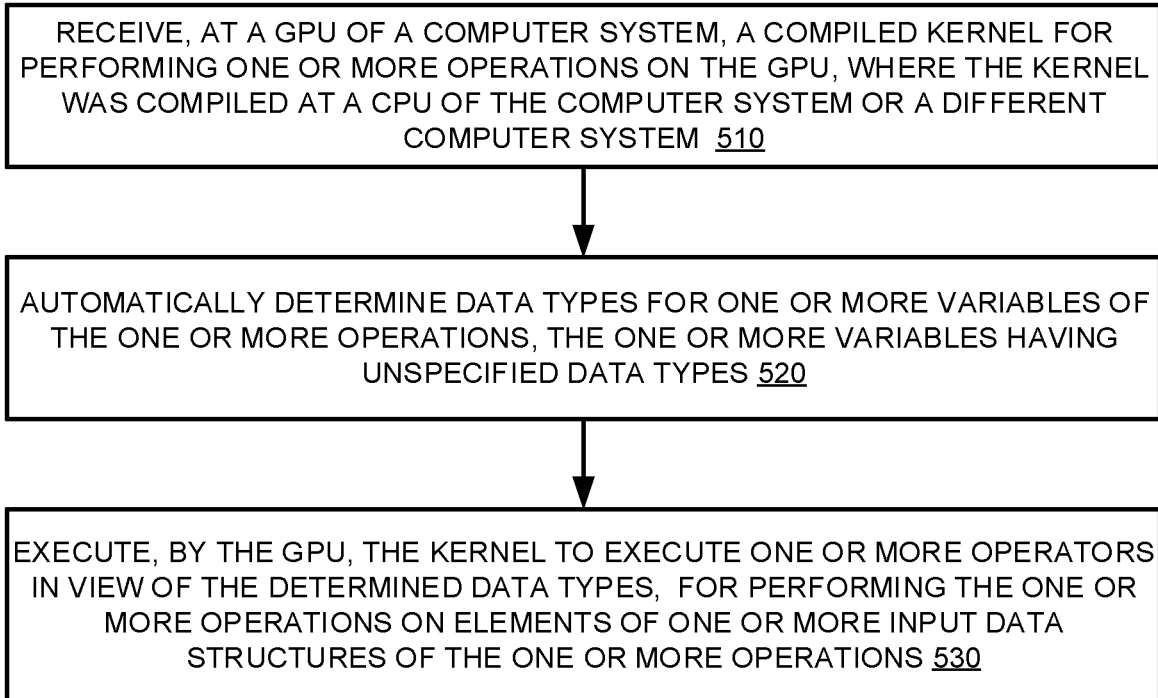 RECEIVE, AT A GPU OF A COMPUTER SYSTEM, A COMPILED KERNEL FOR
PERFORMING ONE OR MORE OPERATIONS ON THE GPU, WHERE THE KERNEL
WAS COMPILED AT A CPU OF THE COMPUTER SYSTEM OR A DIFFERENT
COMPUTER SYSTEM 510
AUTOMATICALLY DETERMINE DATA TYPES FOR ONE OR MORE VARIABLES OF
THE ONE OR MORE OPERATIONS, THE ONE OR MORE VARIABLES HAVING
UNSPECIFIED DATA TYPES 520
EXECUTE, BY THE GPU, THE KERNEL TO EXECUTE ONE OR MORE OPERATORS
IN VIEW OF THE DETERMINED DATA TYPES, FOR PERFORMING THE ONE OR
MORE OPERATIONS ON ELEMENTS OF ONE OR MORE INPUT DATA
STRUCTURES OF THE ONE OR MORE OPERATIONS 530